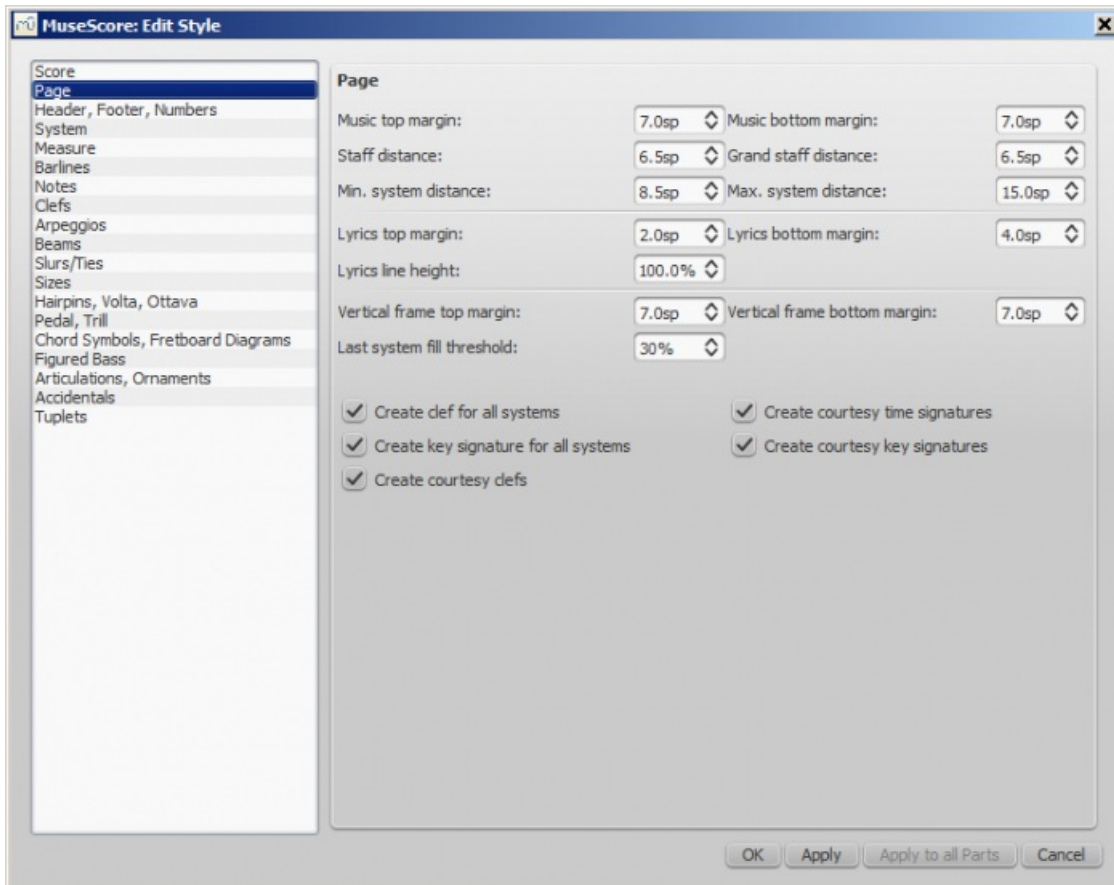 MuseScore: Edit Style
Score
Page
Header, Footer, Numbers
System
Measure
Barlines
Notes
Clefs
Arpeggios
Beams
Slurs/Ties
Sizes
Hairpins, Volta, Ottava
Pedal, Trill
Chord Symbols, Fretboard Diagrams
Figured Bass
Articulations, Ornaments
Accidentals
Tuplets
Page
Music top margin: 7.0sp Music bottom margin: 7.0sp
Staff distance: 6.5sp Grand staff distance: 6.5sp
Min. system distance: 8.5sp Max. system distance: 15.0sp
Lyrics top margin: 2.0sp Lyrics bottom margin: 4.0sp
Lyrics line height: 100.0%
Vertical frame top margin: 7.0sp Vertical frame bottom margin: 7.0sp
Last system fill threshold: 30%
Create clef for all systems Create courtesy time signatures
Create key signature for all systems Create courtesy key signatures
Create courtesy clefs
OK Apply Apply to all Parts Cancel